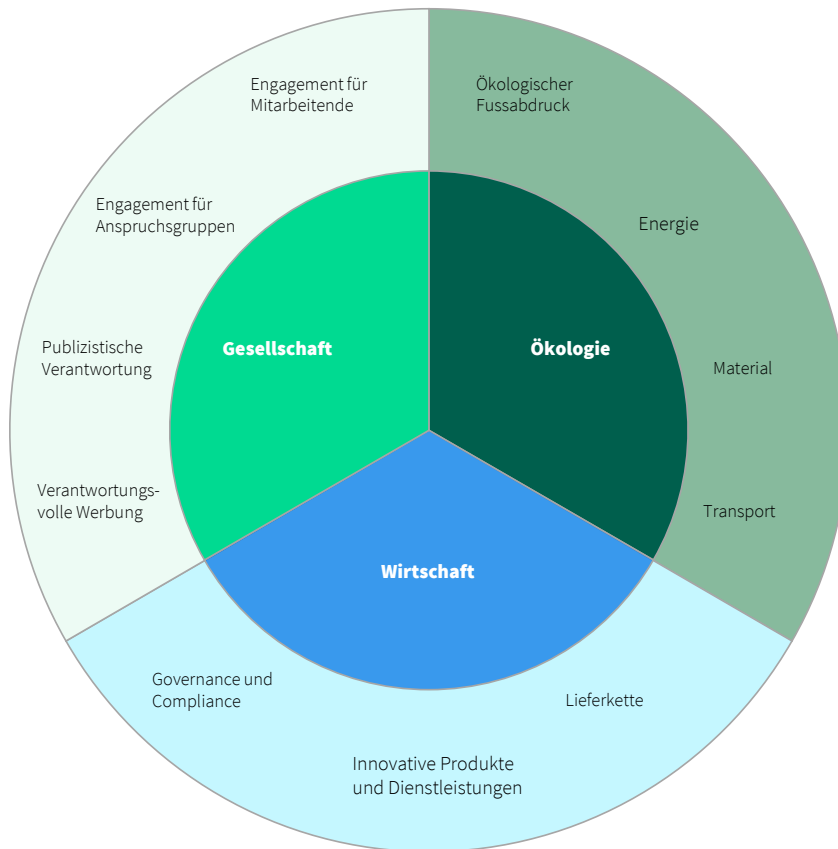 Engagement für
Mitarbeitende
Ökologischer
Fussabdruck
Engagement für
Anspruchsgruppen
Energie
Publizistische
Verantwortung
Gesellschaft
Ökologie
Material
Verantwortungs-
volle Werbung
Transport
Wirtschaft
Governance und
Compliance
Lieferkette
Innovative Produkte
und Dienstleistungen